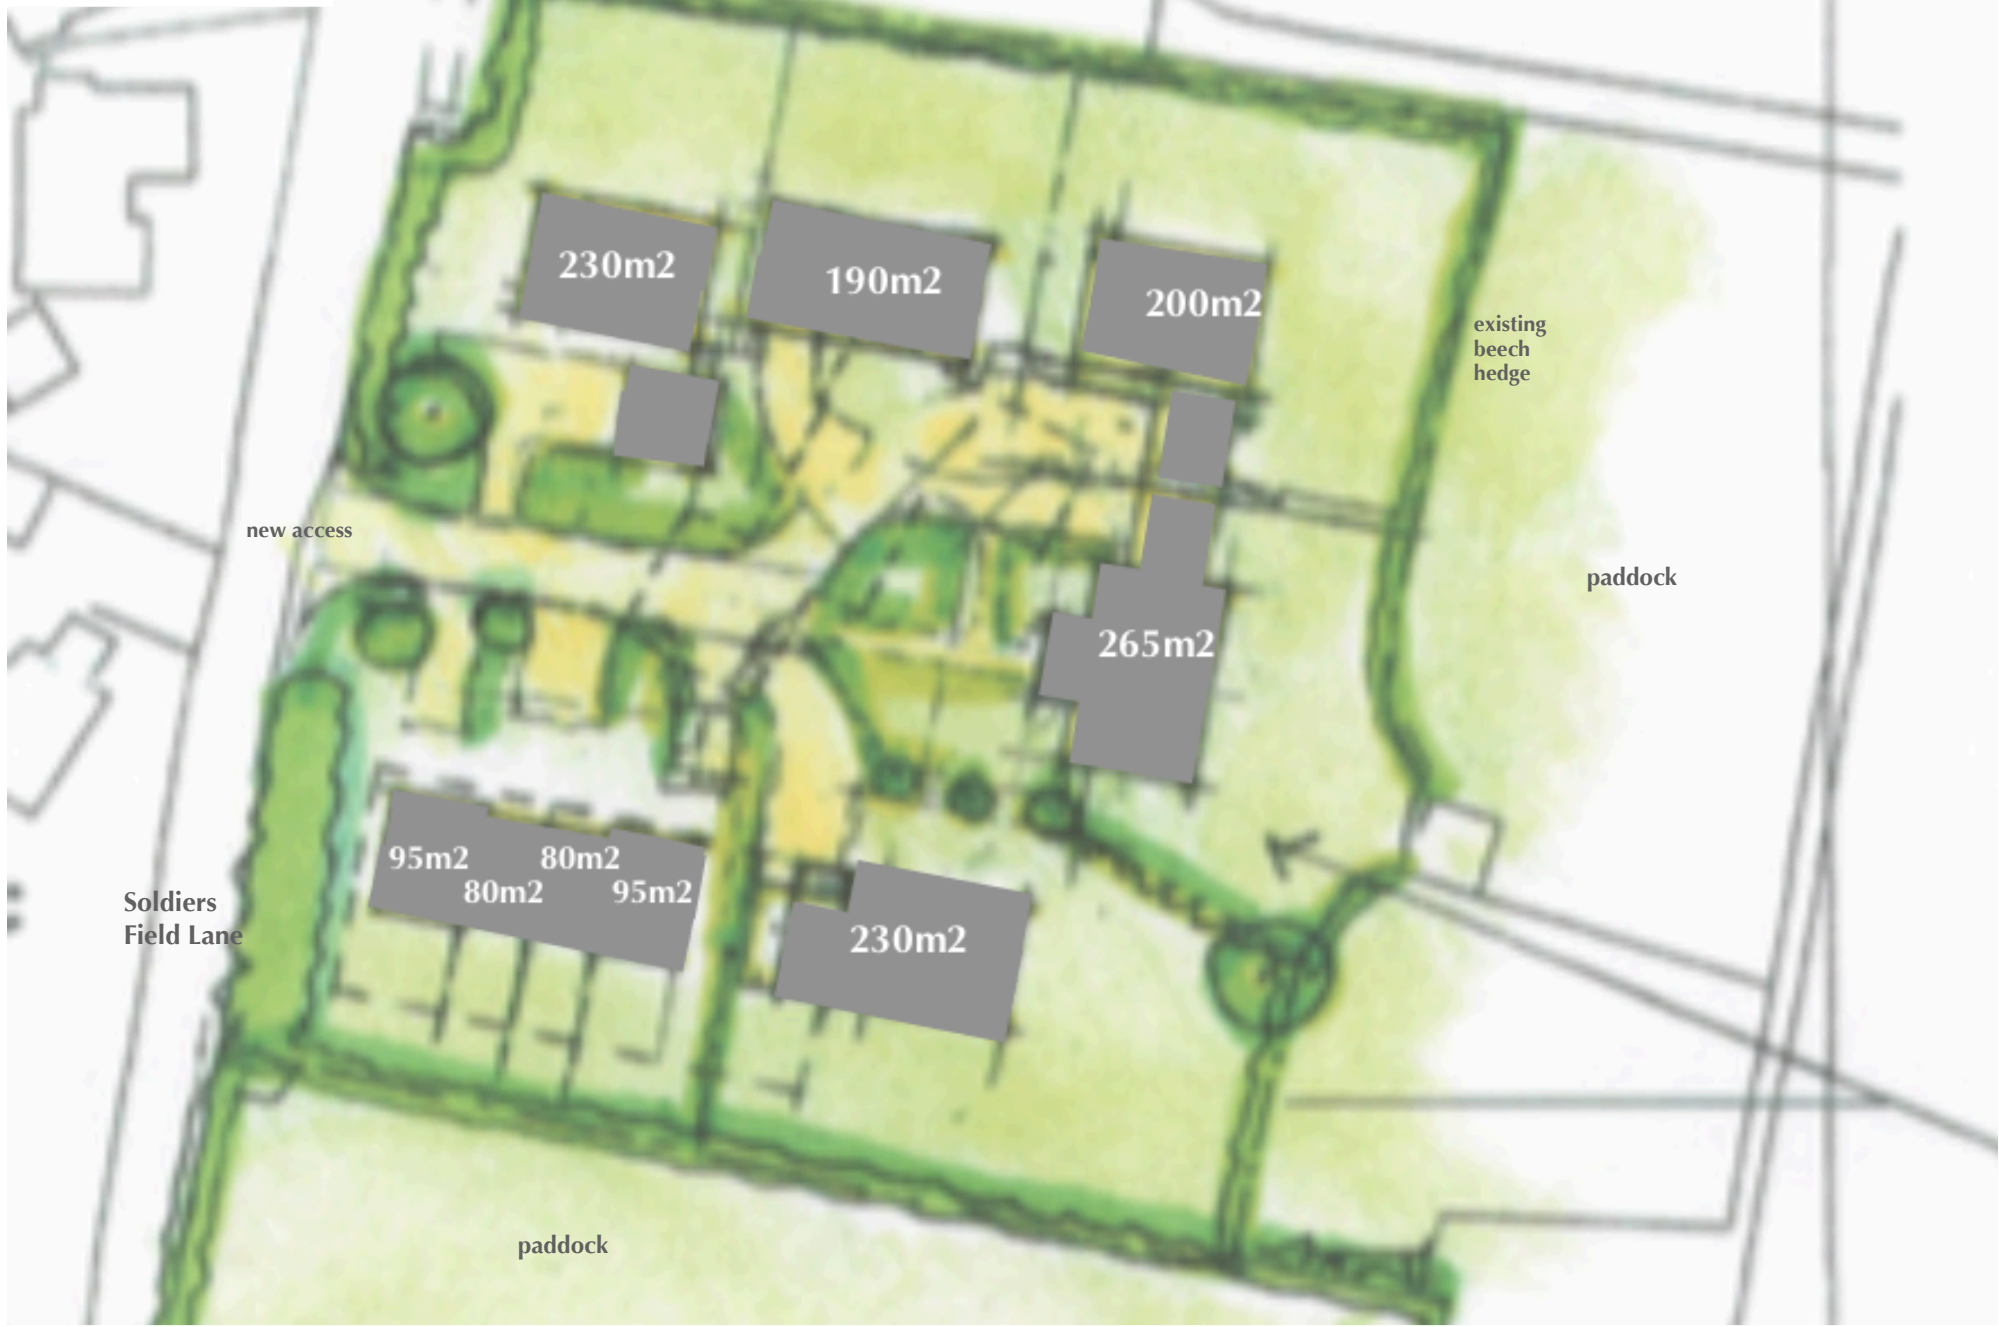 230m2
190m2
200m2
existing
beech
hedge
new access
paddock
265m2
95m2
80m2
80m2
95m2
Soldiers
Field Lane
230m2
paddock